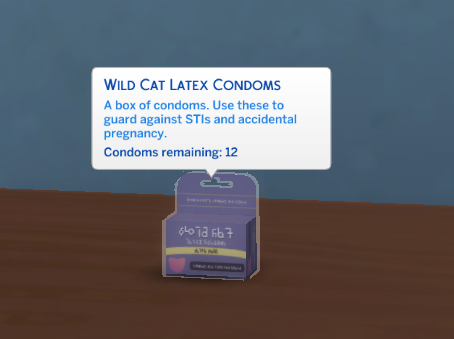 WILD CAT LATEX CONDOMS
A box of condoms. Use these to
guard against STIs and accidental
pregnancy.
Condoms remaining: 12